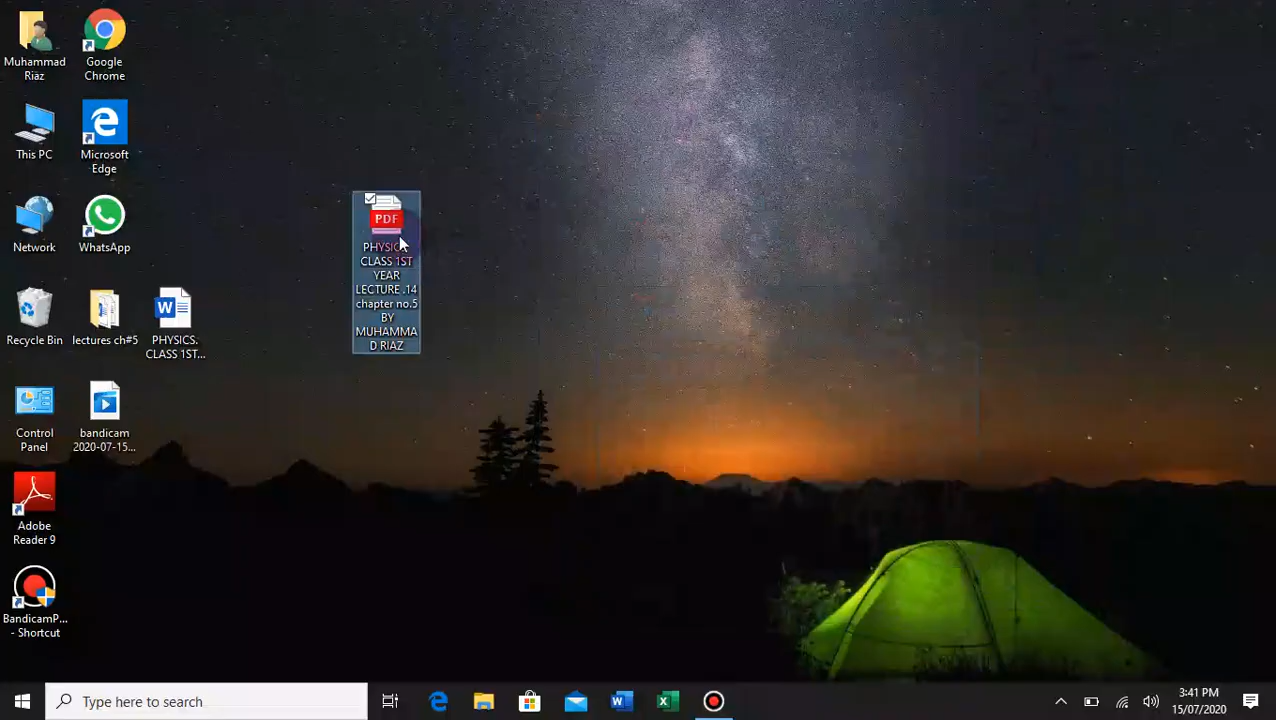 Muhammad
Riaz
Google
Chrome
This PC
Microsoft
Edge
Network
WhatsApp
Recycle Bin
lectures ch#5
W
PHYSICS.
CLASS 1ST...
Control
Panel
bandicam
2020-07-15...
Adobe
Reader 9
BandicamP...
- Shortcut
PDF
PHYSICS.
CLASS 1ST
YEAR
LECTURE .14
chapter no.5
BY
MUHAMMA
D RIAZ
Type here to search
3:41 PM
15/07/2020